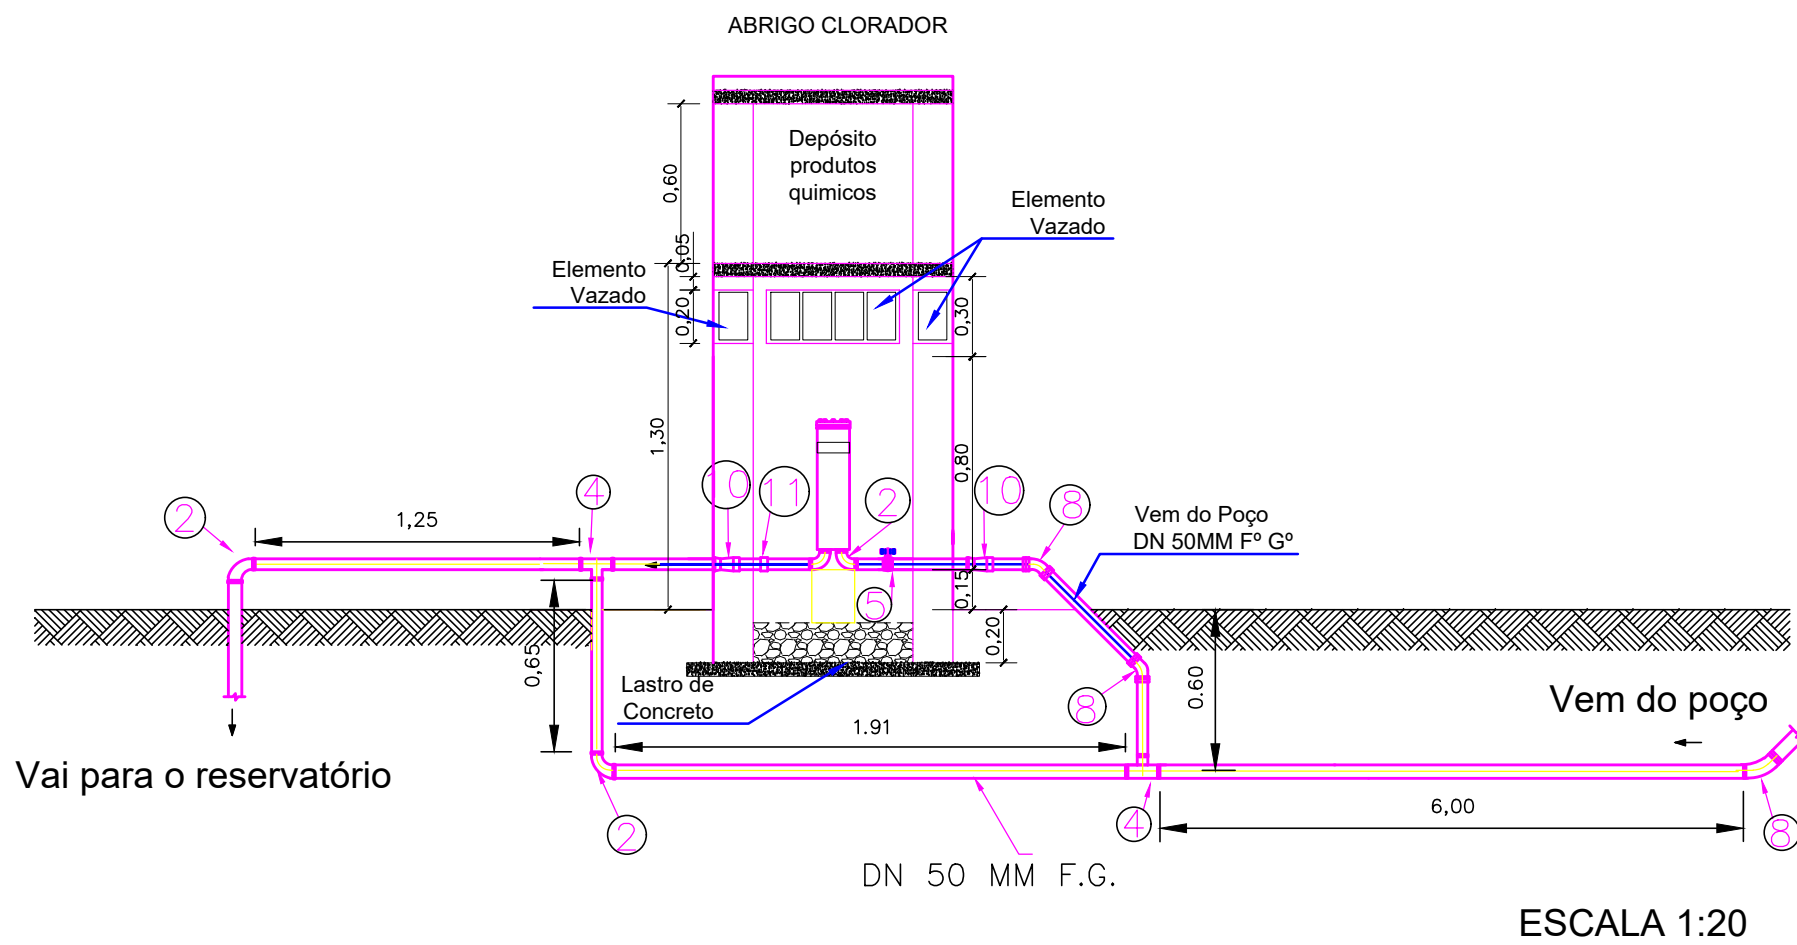 ABRIGO CLORADOR
Depósito
produtos
quimicos
Elemento
Vazado
Elemento
Vazado
0,60
0,05
0,20
0,30
1,30
0,80
10
11
2
10
8
4
2
1,25
Vem do Poço
DN 50MM Fº Gº
0,15
5
0,20
0,65
Lastro de
Concreto
8
0.60
1.91
Vem do poço
Vai para o reservatório
2
4
6,00
8
DN 50 MM F.G.
ESCALA 1:20